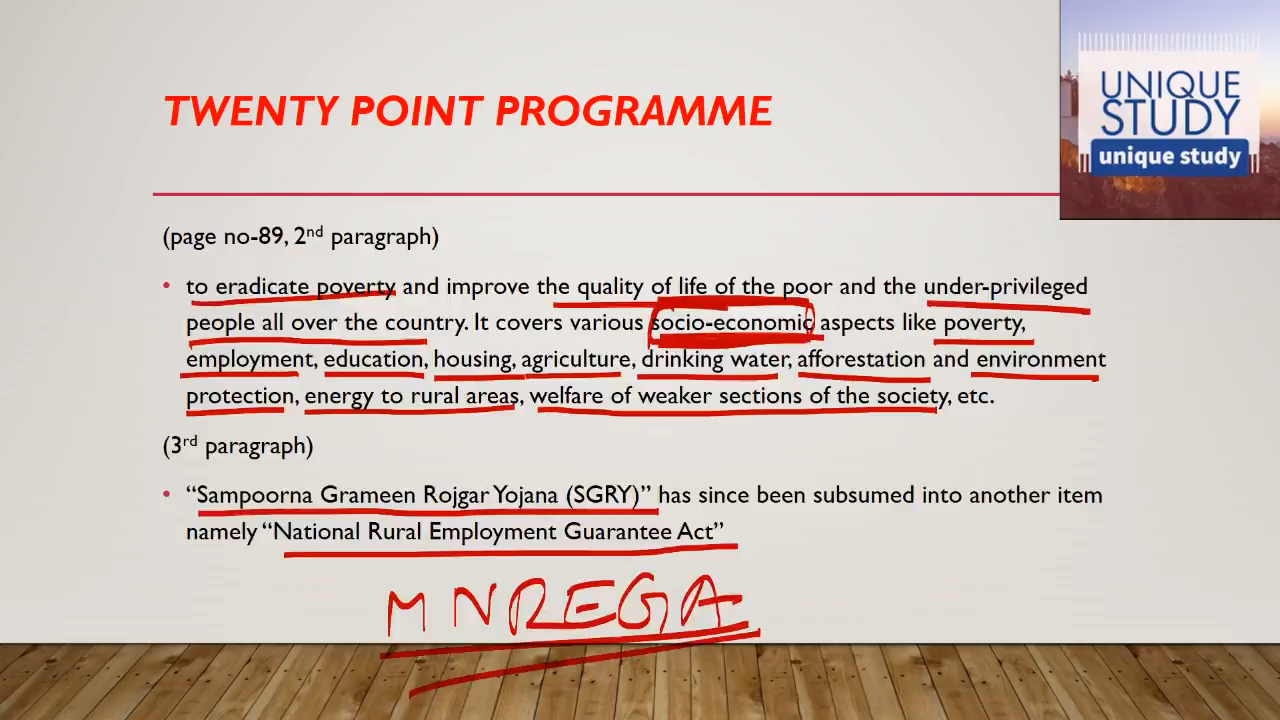 TWENTY POINT PROGRAMME
UNIQUE
STUDY
unique study
(page no-89, 2nd paragraph)
• to eradicate poverty and improve the quality of life of the poor and the under-privileged
people all over the country. It covers various socio-economic aspects like poverty,
employment, education, housing, agriculture, drinking water, afforestation and environment
protection, energy to rural areas, welfare of weaker sections of the society, etc.
(3rd paragraph)
• “Sampoorna Grameen Rojgar Yojana (SGRY)” has since been subsumed into another item
namely “National Rural Employment Guarantee Act”
MNREGA